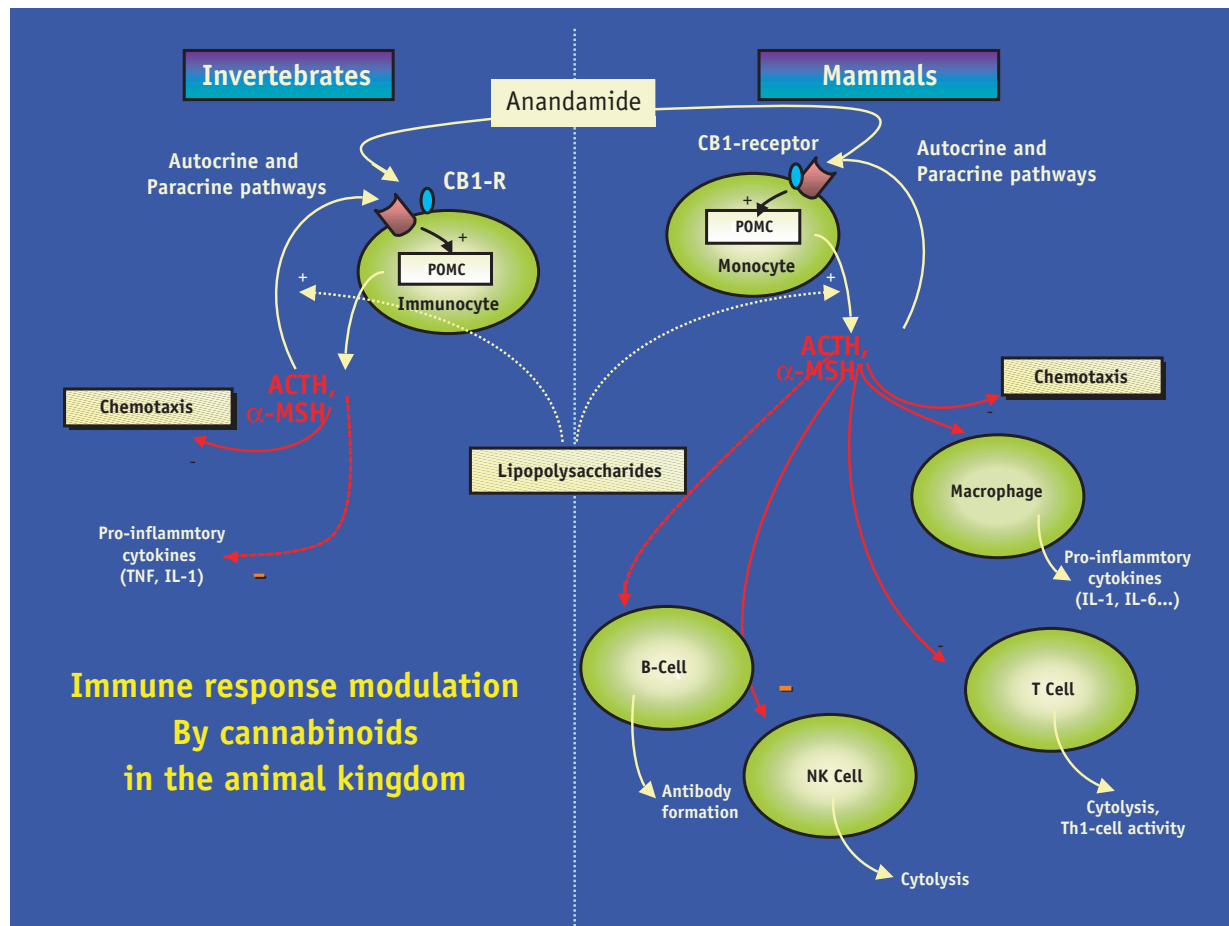 Invertebrates
Mammals
Anandamide
Autocrine and
Paracrine pathways
CB1-R
+
POMC
Immunocyte
+
ACTH,
α-MSH
Chemotaxis
-
Pro-inflammtory
cytokines
(TNF, IL-1)
-
Lipopolysaccharides
CB1-receptor
Autocrine and
Paracrine pathways
+
POMC
Monocyte
+
ACTH,
α-MSH
Chemotaxis
-
Macrophage
Pro-inflammtory
cytokines
(IL-1, IL-6...)
B-Cell
Antibody
formation
-
NK Cell
Cytolysis
-
T Cell
Cytolysis,
Th1-cell activity
Immune response modulation
By cannabinoids
in the animal kingdom